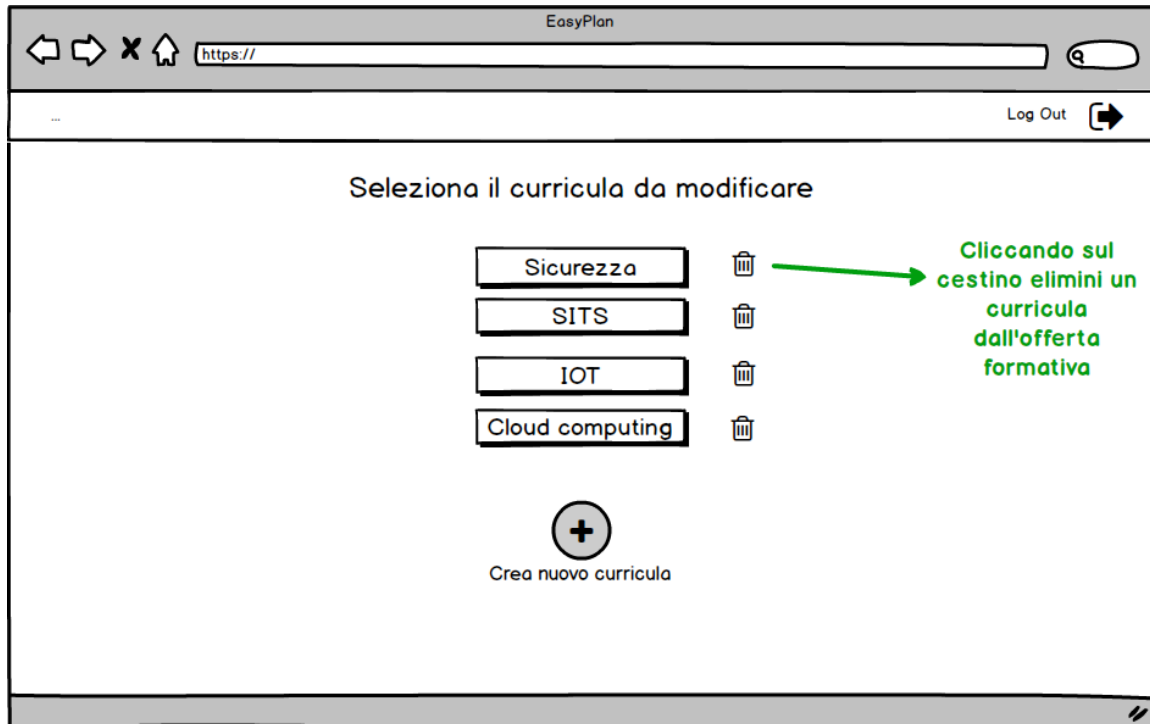 EasyPlan
https://
...
Log Out
Seleziona il curricula da modificare
Sicurezza
SITS
IOT
Cloud computing
Cliccando sul
cestino elimini un
curricula
dall'offerta
formativa
Crea nuovo curricula